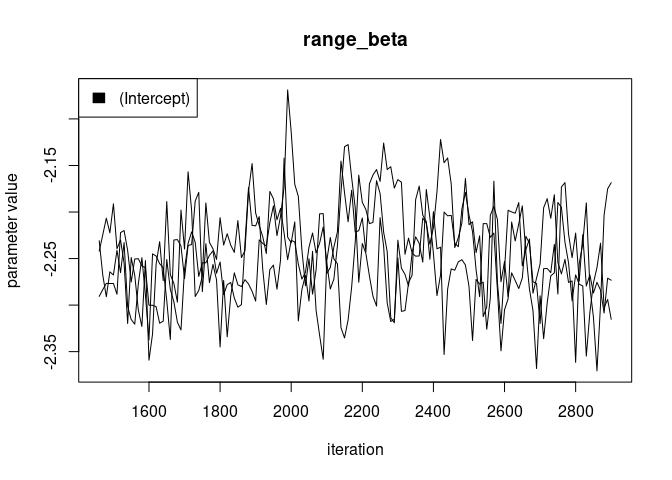 range_beta
(Intercept)
parameter value
-2.15
-2.25
-2.35
1600 1800 2000 2200 2400 2600 2800
iteration